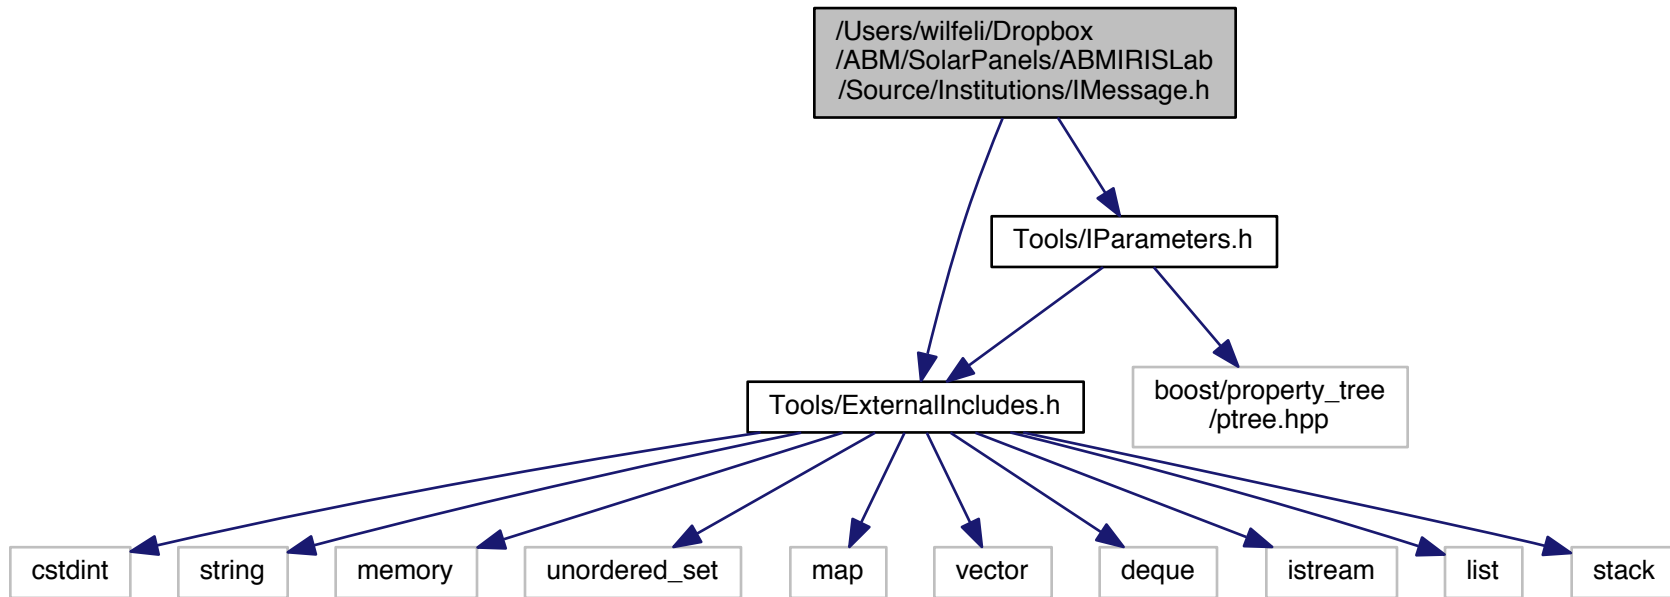 /Users/wilfeli/Dropbox
/ABM/SolarPanels/ABMIRISLab
/Source/Institutions/IMessage.h
Tools/IParameters.h
Tools/ExternalIncludes.h
boost/property_tree
/ptree.hpp
cstdint
string
memory
unordered_set
map
vector
deque
istream
list
stack